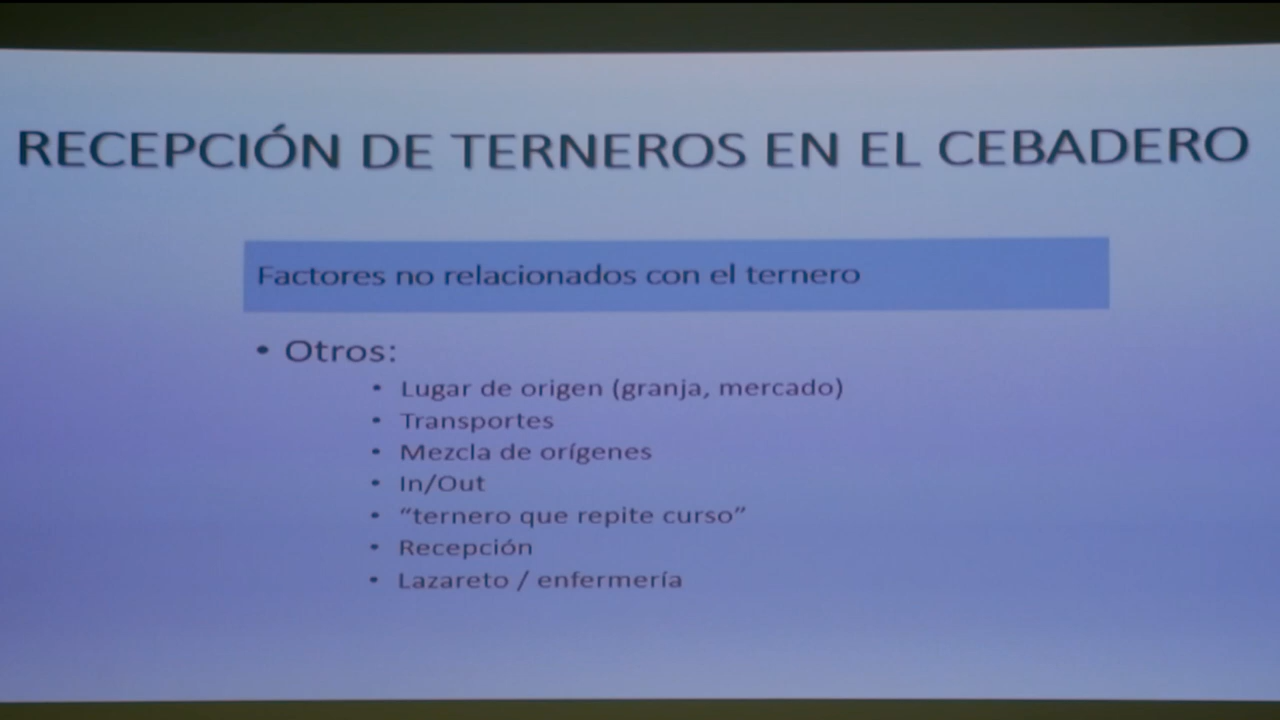 RECEPCIÓN DE TERNEROS EN EL CEBADERO
Factores no relacionados con el ternero
• Otros:
• Lugar de origen (granja, mercado)
• Transportes
• Mezcla de orígenes
• In/Out
• “ternero que repite curso”
• Recepción
• Lazareto / enfermería